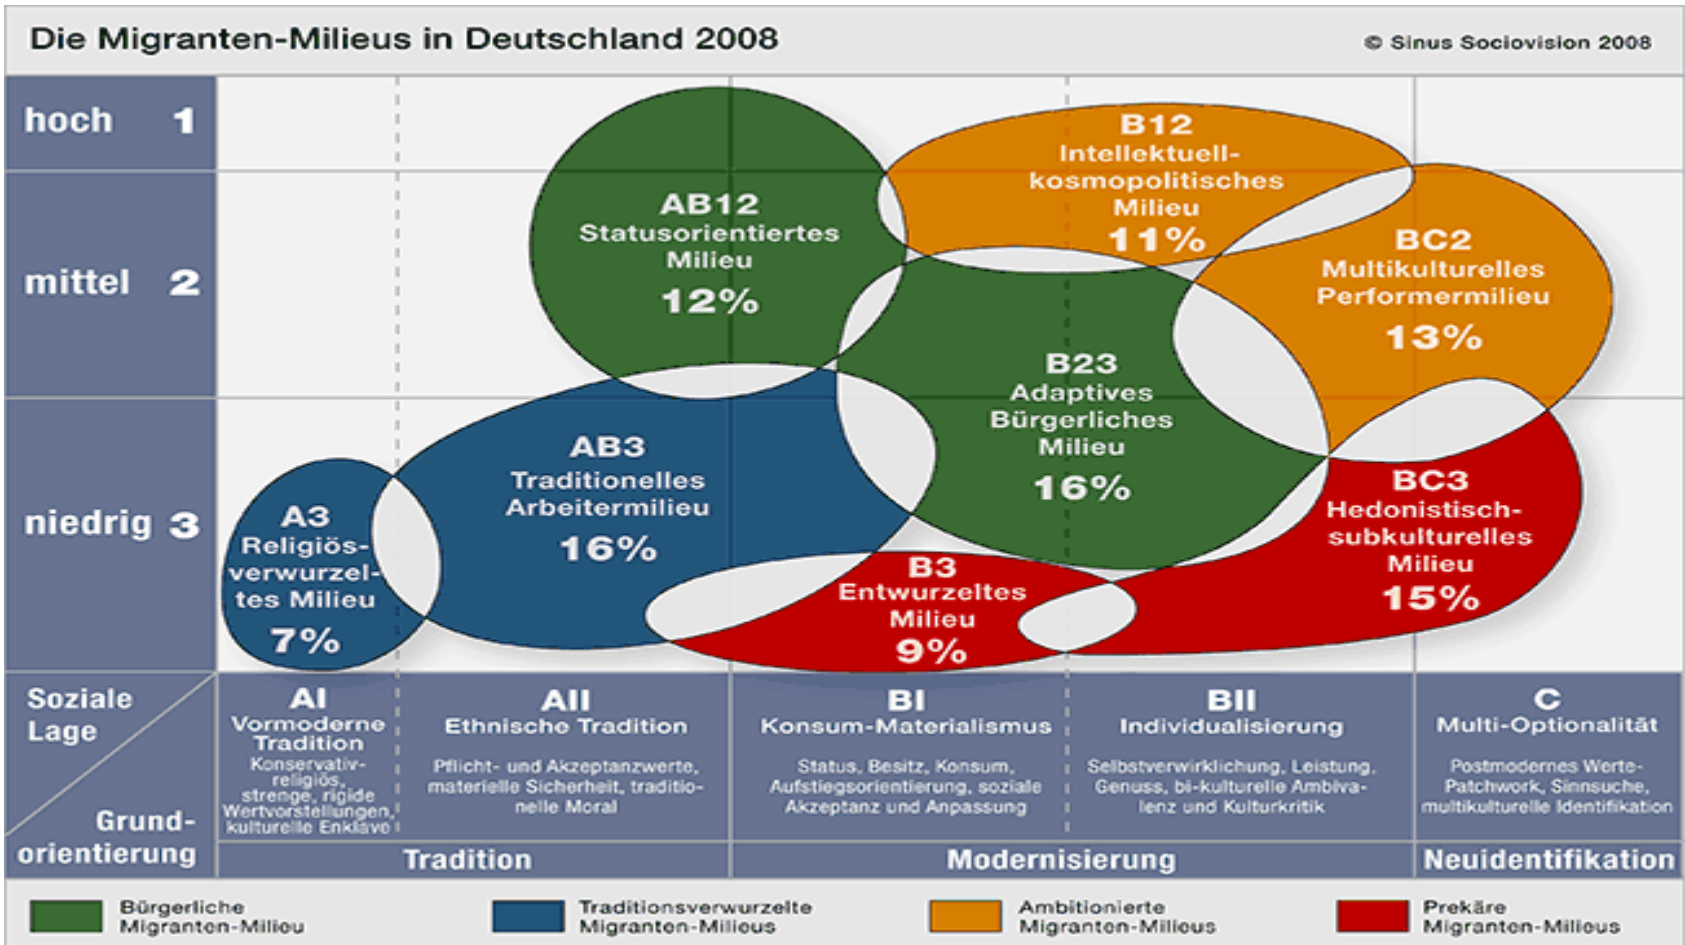 Die Migranten-Milieus in Deutschland 2008
© Sinus Sociovision 2008
hoch 1
mittel 2
niedrig 3
AB12
Statusorientiertes
Milieu
12%
B12
Intellektuell-
kosmopolitisches
Milieu
11%
BC2
Multikulturelles
Performermilieu
13%
B23
Adaptives
Bürgerliches
Milieu
16%
AB3
Traditionelles
Arbeitermilieu
16%
A3
Religiös-
verwurzel-
tes Milieu
7%
B3
Entwurzeltes
Milieu
9%
BC3
Hedonistisch-
subkulturelles
Milieu
15%
Soziale
Lage
Grund-
orientierung
AI
Vormoderne
Tradition
Konservativ-
religiös,
strenge, rigide
Wertvorstellungen,
kulturelle Enklave
AII
Ethnische Tradition
Pflicht- und Akzeptanzwerte,
materielle Sicherheit, traditio-
nelle Moral
BI
Konsum-Materialismus
Status, Besitz, Konsum,
Aufstiegsorientierung, soziale
Akzeptanz und Anpassung
BII
Individualisierung
Selbstverwirklichung, Leistung,
Genuss, bi-kulturelle Ambiva-
lenz und Kulturkritik
C
Multi-Optionalität
Postmodernes Werte-
Patchwork, Sinnsuche,
multikulturelle Identifikation
Tradition
Modernisierung
Neuidentifikation
Bürgerliche
Migranten-Milieu
Traditionsverwurzelte
Migranten-Milieus
Ambitionierte
Migranten-Milieus
Prekäre
Migranten-Milieus